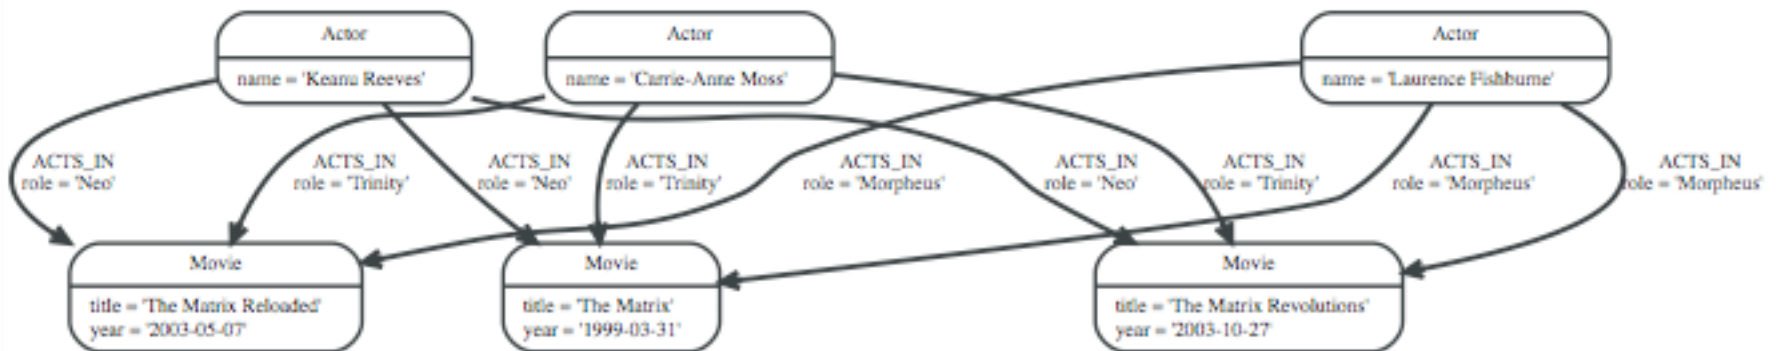 Actor
name = 'Keanu Reeves'
Actor
name = 'Carrie-Anne Moss'
Actor
name = 'Laurence Fishburne'
ACTS_IN
role = 'Neo'
ACTS_IN
role = 'Trinity'
ACTS_IN
role = 'Neo'
ACTS_IN
role = 'Trinity'
ACTS_IN
role = 'Morpheus'
ACTS_IN
role = 'Neo'
ACTS_IN
role = 'Trinity'
ACTS_IN
role = 'Morpheus'
ACTS_IN
role = 'Morpheus'
Movie
title = 'The Matrix Reloaded'
year = '2003-05-07'
Movie
title = 'The Matrix'
year = '1999-03-31'
Movie
title = 'The Matrix Revolutions'
year = '2003-10-27'